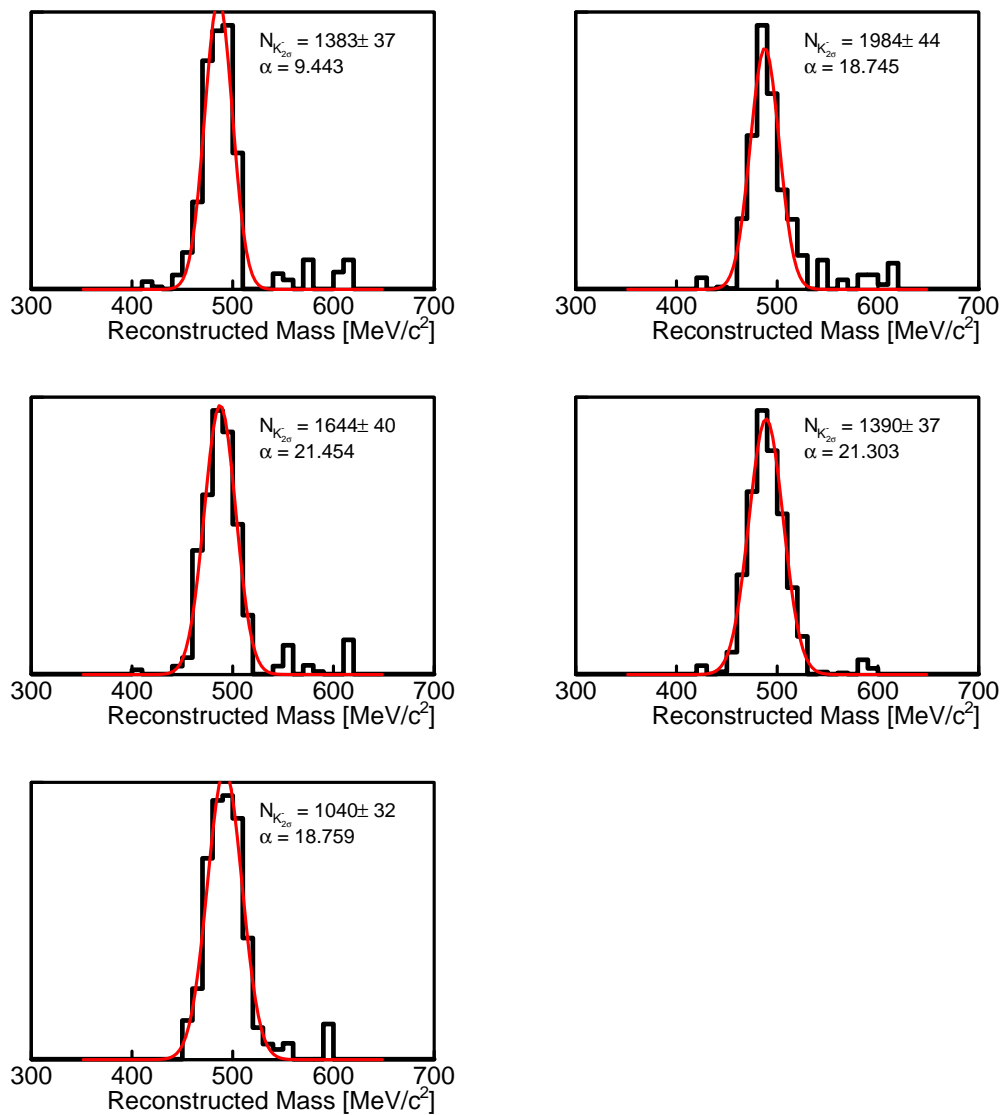 N_{K^-_{2σ}} = 1383± 37
α = 9.443
300 400 500 600 700
Reconstructed Mass [MeV/c²]
N_{K^-_{2σ}} = 1984± 44
α = 18.745
300 400 500 600 700
Reconstructed Mass [MeV/c²]
N_{K^-_{2σ}} = 1644± 40
α = 21.454
300 400 500 600 700
Reconstructed Mass [MeV/c²]
N_{K^-_{2σ}} = 1390± 37
α = 21.303
300 400 500 600 700
Reconstructed Mass [MeV/c²]
N_{K^-_{2σ}} = 1040± 32
α = 18.759
300 400 500 600 700
Reconstructed Mass [MeV/c²]